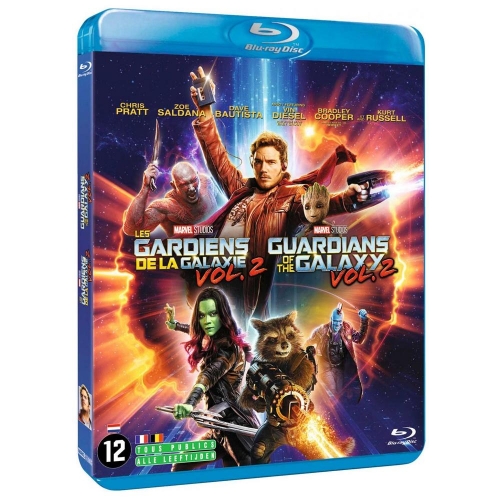 Blu-ray Disc
CHRIS PRATT
ZOE SALDANA
DAVE BAUTISTA
VIN DIESEL
BRADLEY COOPER
KURT RUSSELL
MARVEL STUDIOS
LES
GARDIENS
DE LA GALAXIE
VOL. 2
MARVEL STUDIOS
GUARDIANS
OF THE GALAXY
VOL. 2
12
TOUS PUBLICS
ALLE LEEFTIJDEN
Blu-ray Disc